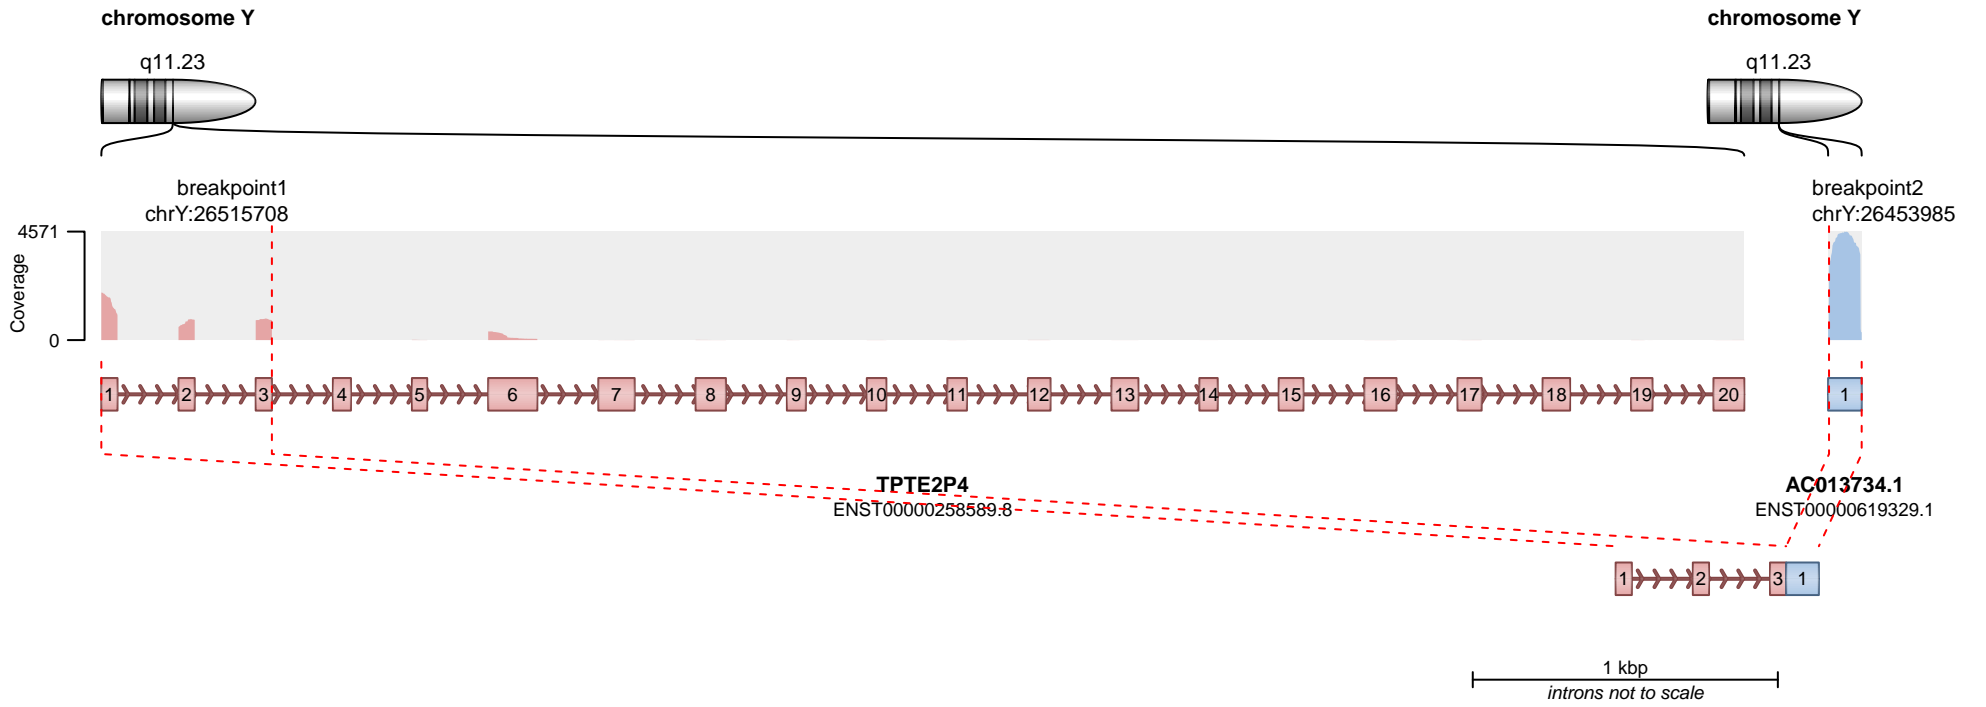 chromosome Y
chromosome Y
q11.23
q11.23
breakpoint1
chrY:26515708
breakpoint2
chrY:26453985
4571
Coverage
0
1 2 3 4 5 6 7 8 9 10 11 12 13 14 15 16 17 18 19 20
1
TPTE2P4
ENST00000258589.8
AC013734.1
ENST00000619329.1
1 2 3 1
1 kbp
introns not to scale